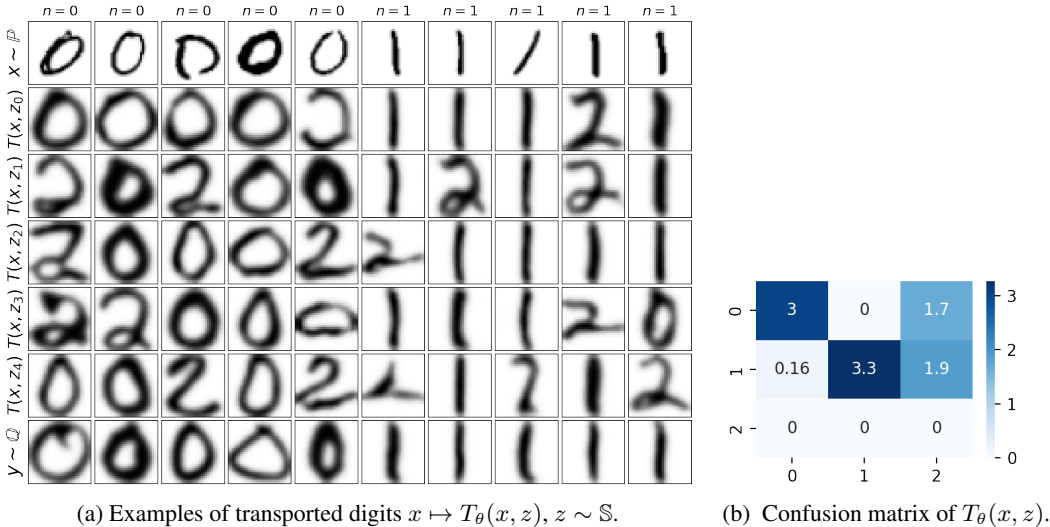 n = 0 n = 0 n = 0 n = 0 n = 0 n = 1 n = 1 n = 1 n = 1 n = 1
x ~ ℙ
T(x, z₀)
T(x, z₁)
T(x, z₂)
T(x, z₃)
T(x, z₄)
y ~ ℚ
(a) Examples of transported digits x ↦ T_θ(x, z), z ∼ 𝕊.
0 3 0 1.7
1 0.16 3.3 1.9
2 0 0 0
0 1 2
3
2
1
0
(b) Confusion matrix of T_θ(x, z).